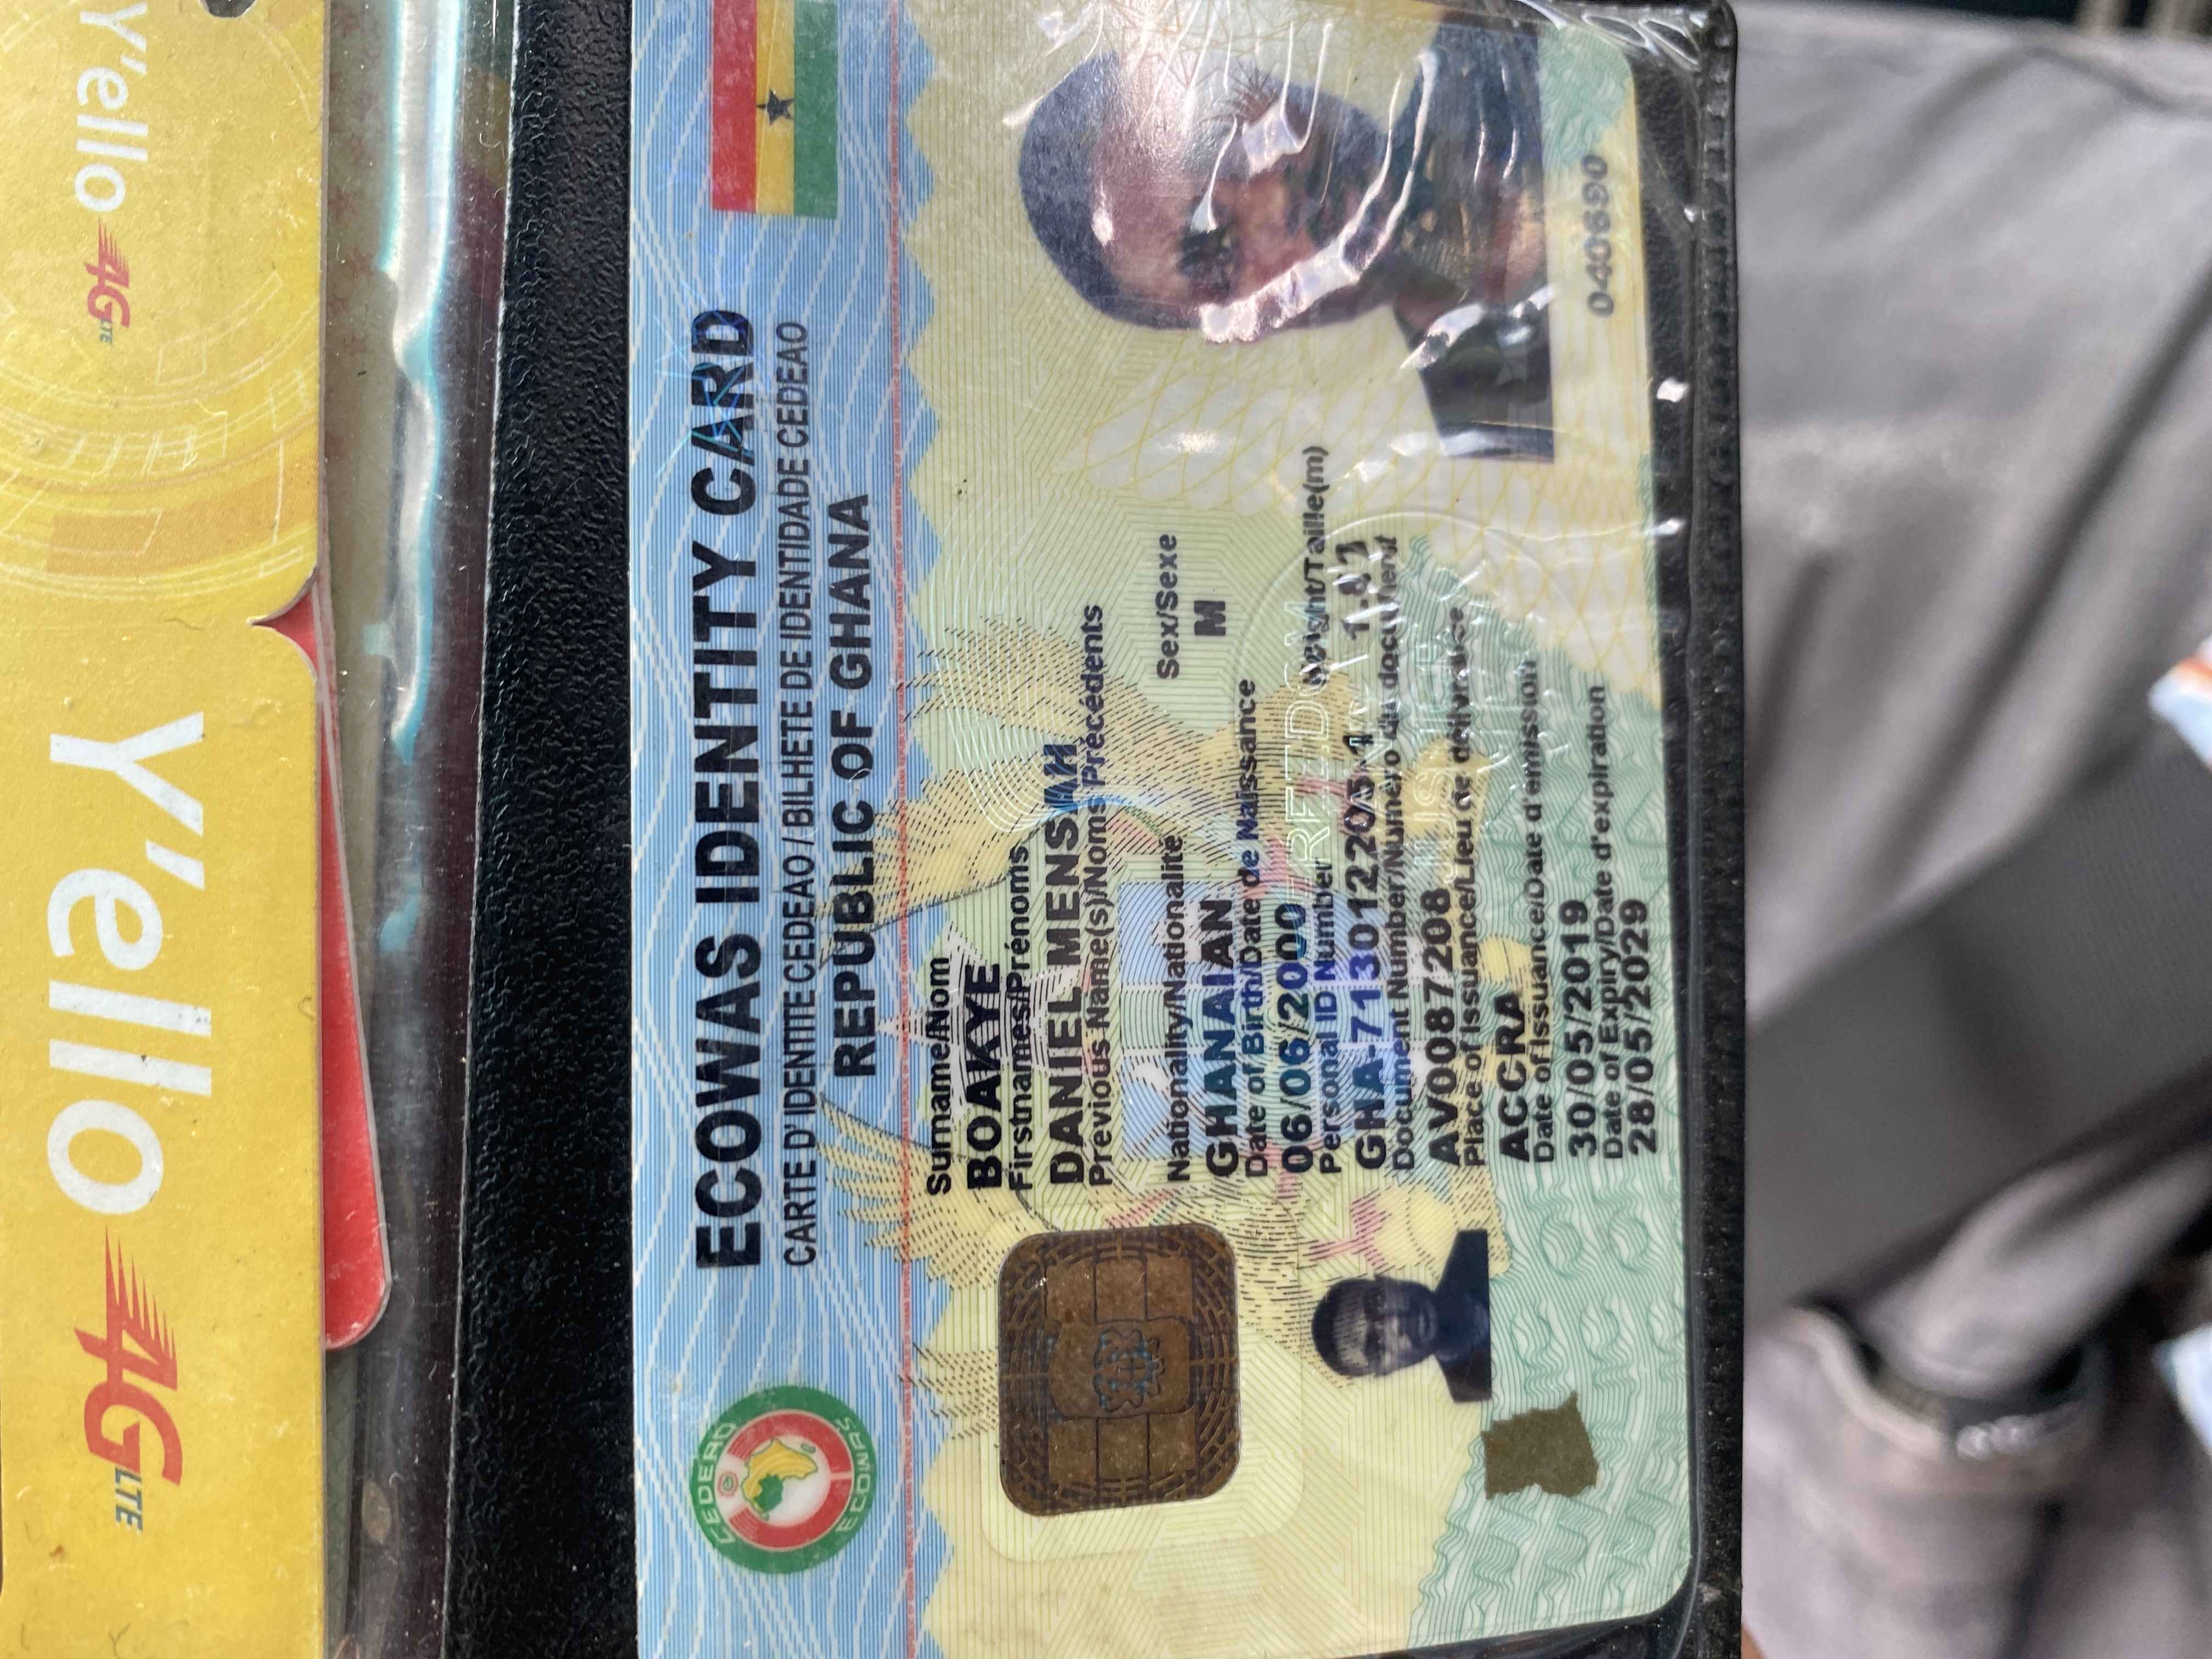 ECOWAS IDENTITY CARD
CARTE D'IDENTITE CEDEAO / BILHETE DE IDENTIDADE CEDEAO
REPUBLIC OF GHANA
CEDEAO
ECOWAS
Surname/Nom
BOAKYE
Firstnames/Prénoms
DANIEL MENSAH
Previous Name(s)/Noms Précédents
Nationality/Nationalité
Sex/Sexe
GHANAIAN
M
Date of Birth/Date de Naissance
06/06/2000
Personal ID Number
Height/Taille(m)
Document Number/Numéro du document
AV0087208
Place of Issuance/Lieu de délivrance
ACCRA
Date of Issuance/Date d'émission
30/05/2019
Date of Expiry/Date d'expiration
28/05/2029
040690
Y'ello 4G LTE
Y'ello 4G LTE